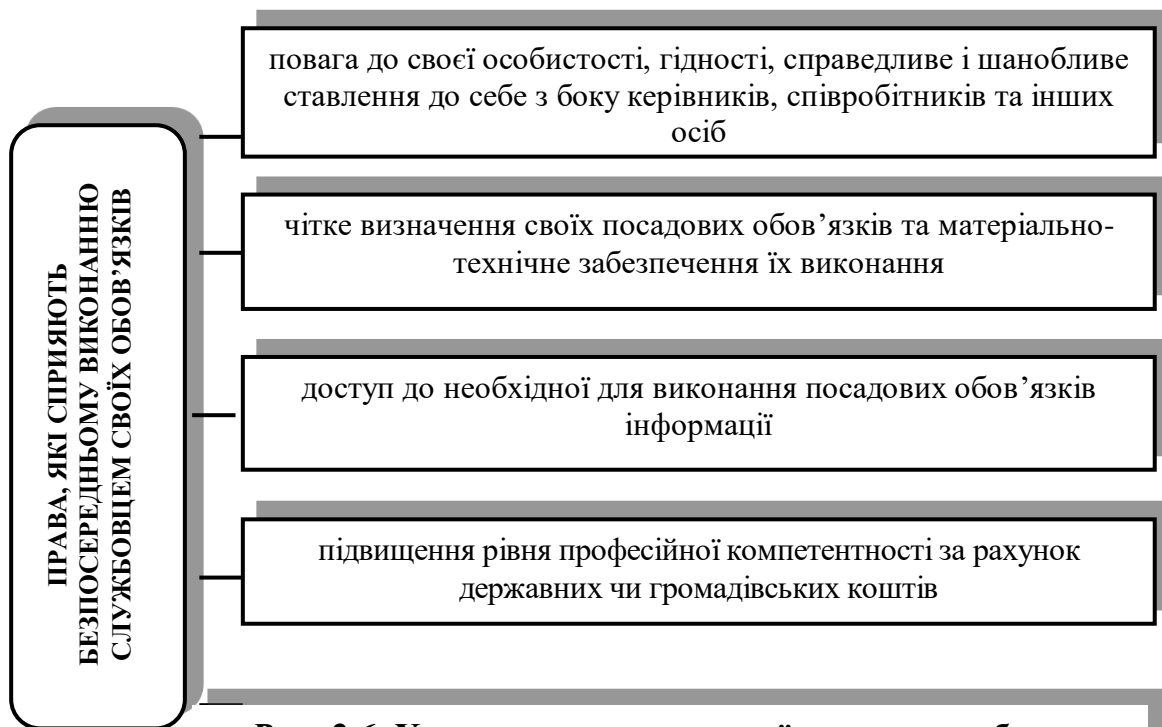 ПРАВА, ЯКІ СПРИЯЮТЬ
БЕЗПОСЕРЕДНЬОМУ ВИКОНАННЮ
СЛУЖБОВЦЕМ СВОЇХ ОБОВ’ЯЗКІВ
повага до своєї особистості, гідності, справедливе і шанобливе
ставлення до себе з боку керівників, співробітників та інших
осіб
чітке визначення своїх посадових обов’язків та матеріально-
технічне забезпечення їх виконання
доступ до необхідної для виконання посадових обов’язків
інформації
підвищення рівня професійної компетентності за рахунок
державних чи громадівських коштів